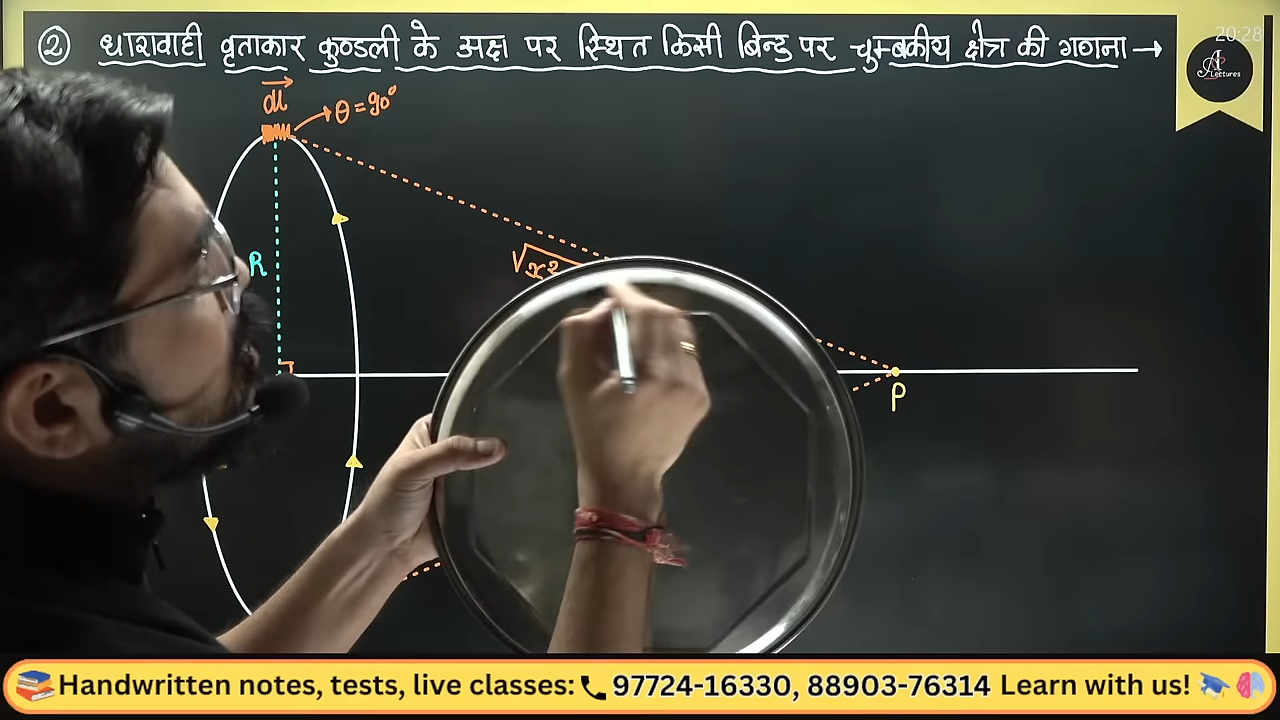 ② धारावाही वृताकार कुण्डली के अक्ष पर स्थित किसी बिन्दु पर चुम्बकीय क्षेत्र की गणना →
20:28
Lectures
dl
θ = 90°
R
√x²
P
📚Handwritten notes, tests, live classes: 📞 97724-16330, 88903-76314 Learn with us! 🎓🧠